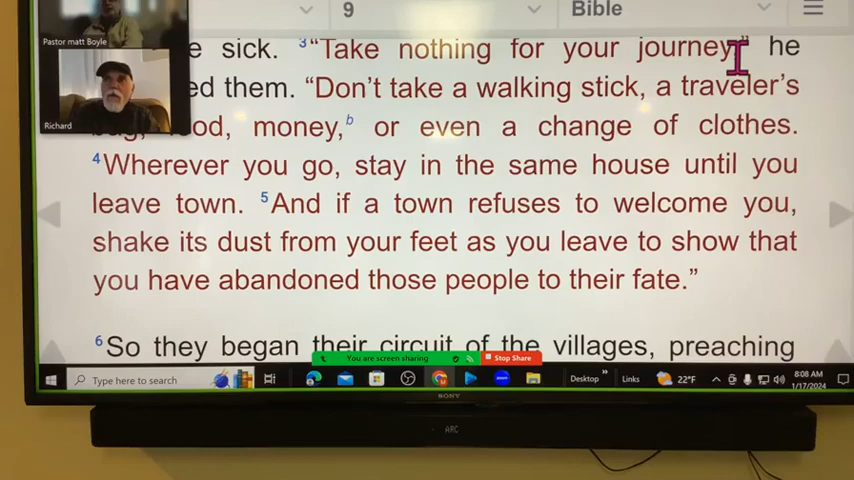 9 Bible
Pastor matt Boyle
Richard
sick. 3“Take nothing for your journey,” he
them. “Don’t take a walking stick, a traveler’s
money,b or even a change of clothes.
4Wherever you go, stay in the same house until you
leave town. 5And if a town refuses to welcome you,
shake its dust from your feet as you leave to show that
you have abandoned those people to their fate.”
6So they began their circuit of the villages, preaching
You are screen sharing Stop Share
Type here to search Desktop Links 22°F 8:08 AM
1/17/2024
SONY
ARC